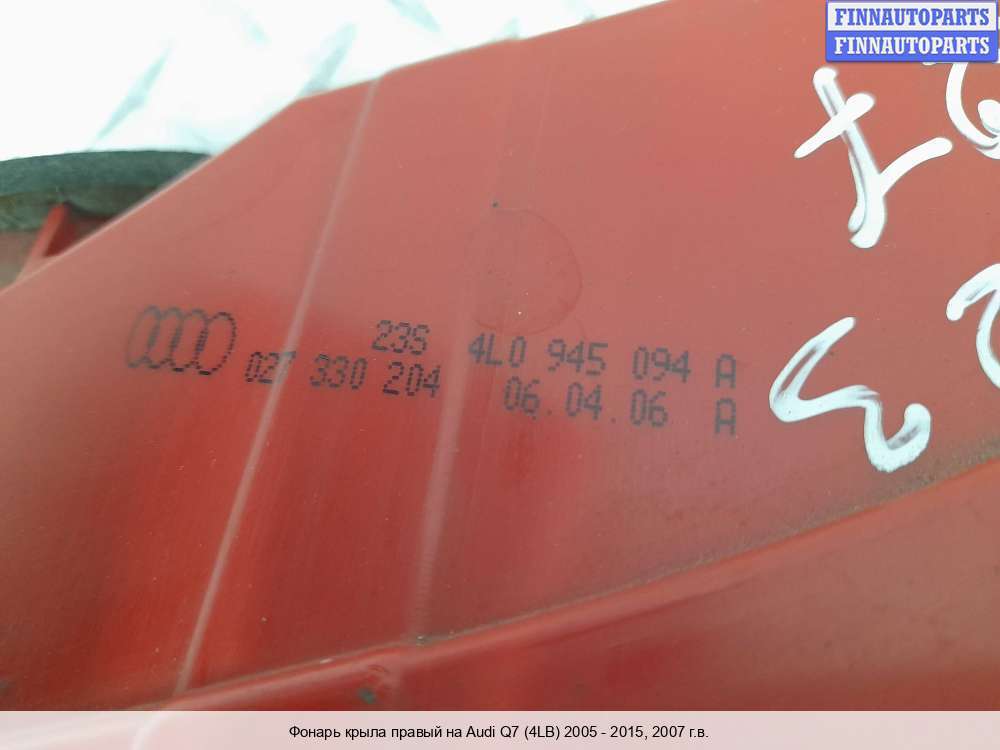 FINNAUTOPARTS
FINNAUTOPARTS
23S 4L0 945 094 A
027 330 204 06.04.06 A
Фонарь крыла правый на Audi Q7 (4LB) 2005 - 2015, 2007 г.в.